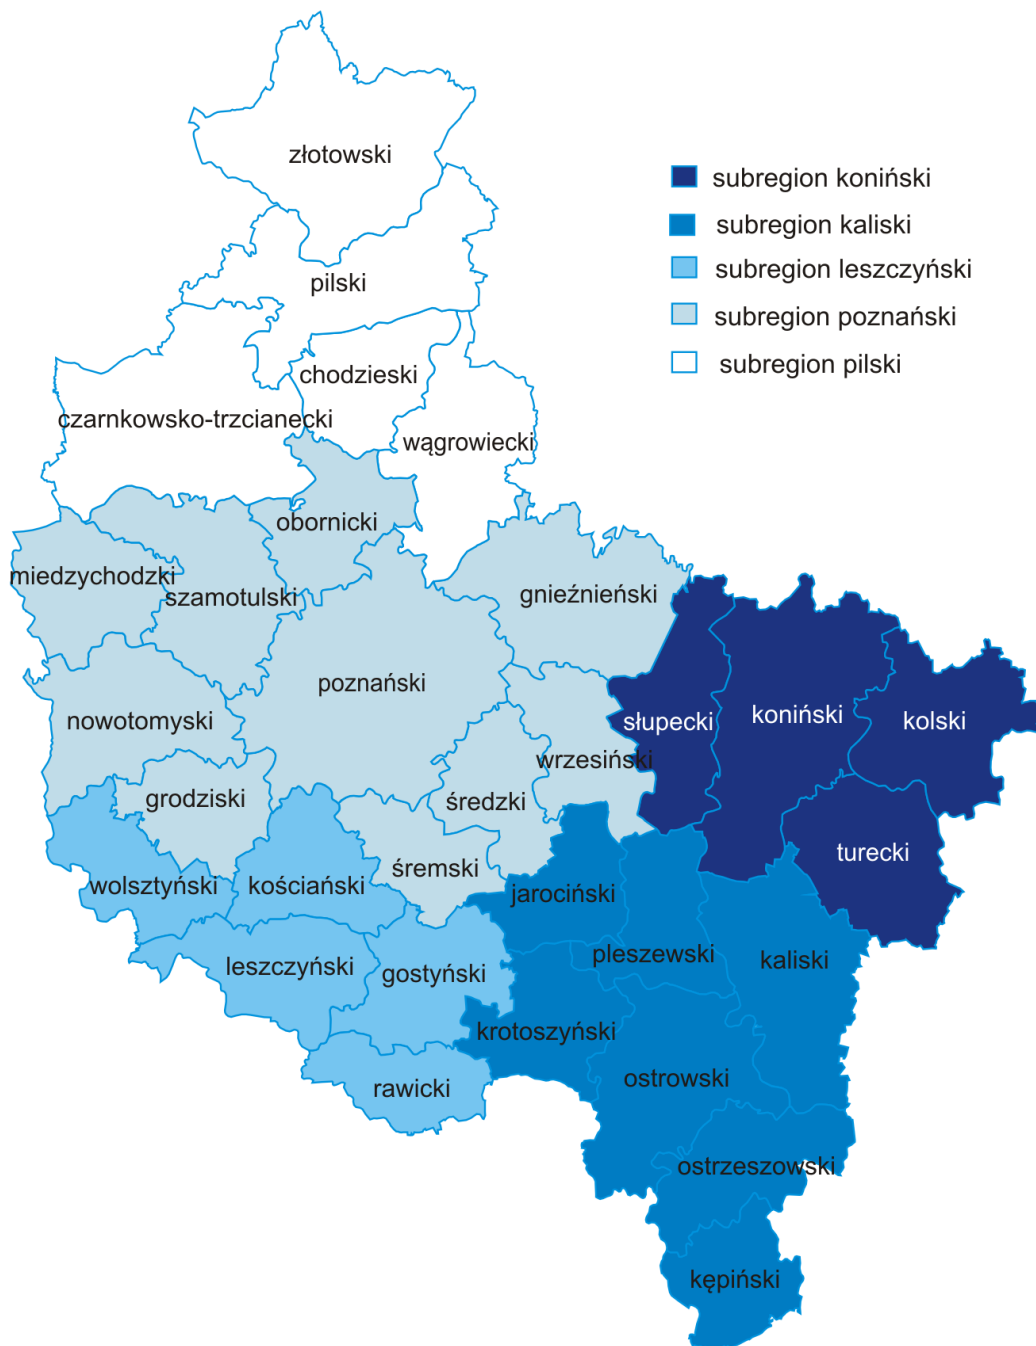 złotowski
subregion koniński
subregion kaliski
subregion leszczyński
subregion poznański
subregion pilski
pilski
chodzieski
czarnkowsko-trzcianecki
wągrowiecki
obornicki
miedzychodzki
szamotulski
gnieźnieński
poznański
nowotomyski
słupecki
koniński
kolski
wrzesiński
grodziski
średzki
śremski
turecki
wolsztyński
kościański
jarociński
leszczyński
gostyński
pleszewski
kaliski
krotoszyński
rawicki
ostrowski
ostrzeszowski
kępiński